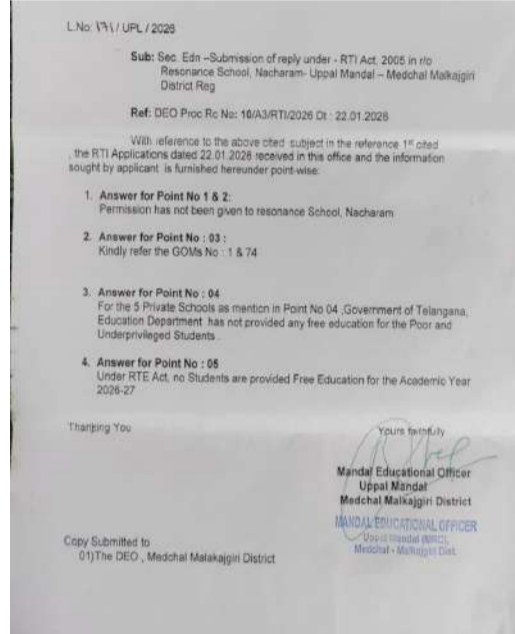 L.No: 171/ UPL / 2025
Sub: Sec. Edn –Submission of reply under - RTI Act, 2005 in r/o
Resonance School, Nacharam- Uppal Mandal – Medchal Malkajgiri
District Reg
Ref: DEO Proc Rc No: 10/A3/RTI/2026 Dt : 22.01.2026
With reference to the above cited subject in the reference 1st cited
, the RTI Applications dated 22.01.2026 received in this office and the information
sought by applicant is furnished hereunder point-wise:
1. Answer for Point No 1 & 2:
Permission has not been given to resonance School, Nacharam
2. Answer for Point No : 03 :
Kindly refer the GOMs No : 1 & 74
3. Answer for Point No : 04
For the 5 Private Schools as mention in Point No 04 ,Government of Telangana,
Education Department has not provided any free education for the Poor and
Underprivileged Students .
4. Answer for Point No : 05
Under RTE Act, no Students are provided Free Education for the Academic Year
2026-27
Thanking You
Yours faithfully
Mandal Educational Officer
Uppal Mandal
Medchal Malkajgiri District
MANDAL EDUCATIONAL OFFICER
Uppal Mandal (MRC),
Medchal - Malkajgiri Dist.
Copy Submitted to
01)The DEO , Medchal Malakajgiri District